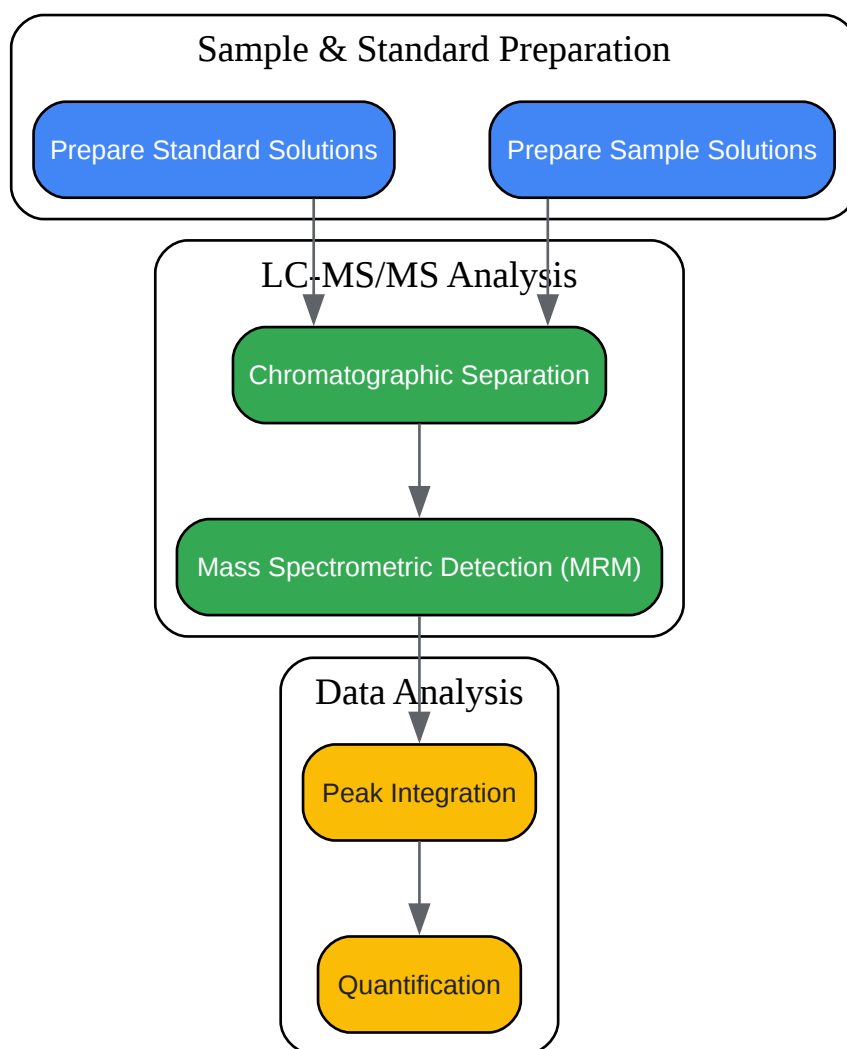 Sample & Standard Preparation
Prepare Standard Solutions
Prepare Sample Solutions
LC-MS/MS Analysis
Chromatographic Separation
Mass Spectrometric Detection (MRM)
Data Analysis
Peak Integration
Quantification